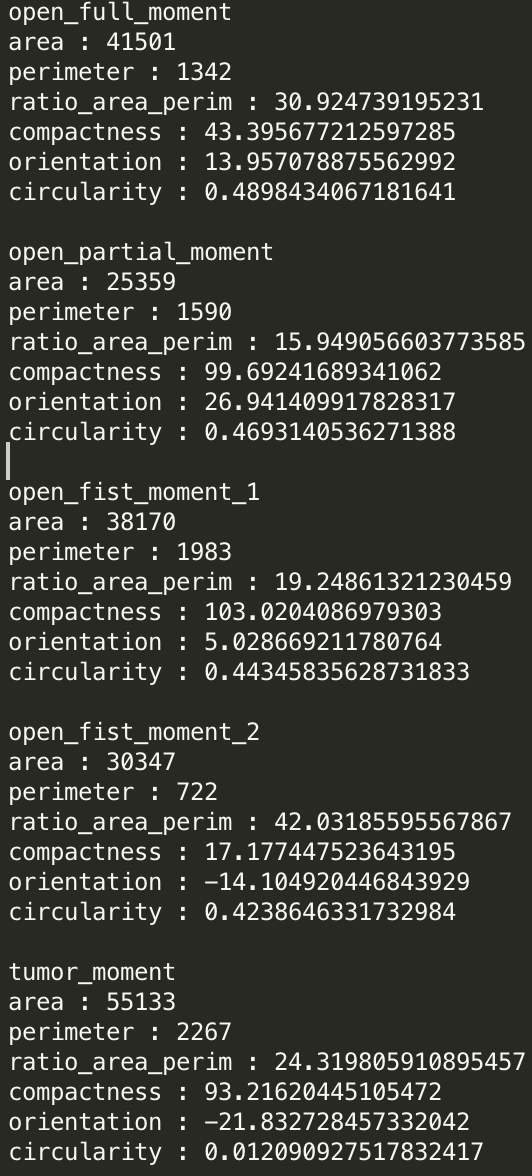 open_full_moment
area : 41501
perimeter : 1342
ratio_area_perim : 30.924739195231
compactness : 43.395677212597285
orientation : 13.957078875562992
circularity : 0.4898434067181641
open_partial_moment
area : 25359
perimeter : 1590
ratio_area_perim : 15.949056603773585
compactness : 99.69241689341062
orientation : 26.941409917828317
circularity : 0.4693140536271388
open_fist_moment_1
area : 38170
perimeter : 1983
ratio_area_perim : 19.24861321230459
compactness : 103.0204086979303
orientation : 5.028669211780764
circularity : 0.44345835628731833
open_fist_moment_2
area : 30347
perimeter : 722
ratio_area_perim : 42.03185595567867
compactness : 17.177447523643195
orientation : -14.104920446843929
circularity : 0.4238646331732984
tumor_moment
area : 55133
perimeter : 2267
ratio_area_perim : 24.319805910895457
compactness : 93.21620445105472
orientation : -21.832728457332042
circularity : 0.012090927517832417